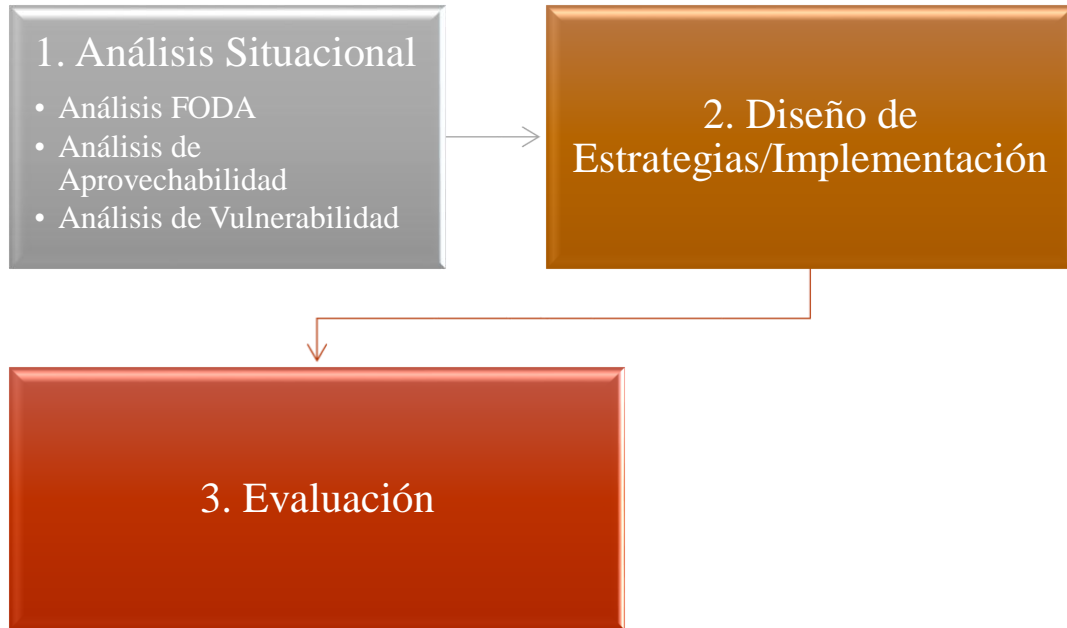 1. Análisis Situacional
• Análisis FODA
• Análisis de
Aprovechabilidad
• Análisis de Vulnerabilidad
2. Diseño de
Estrategias/Implementación
3. Evaluación